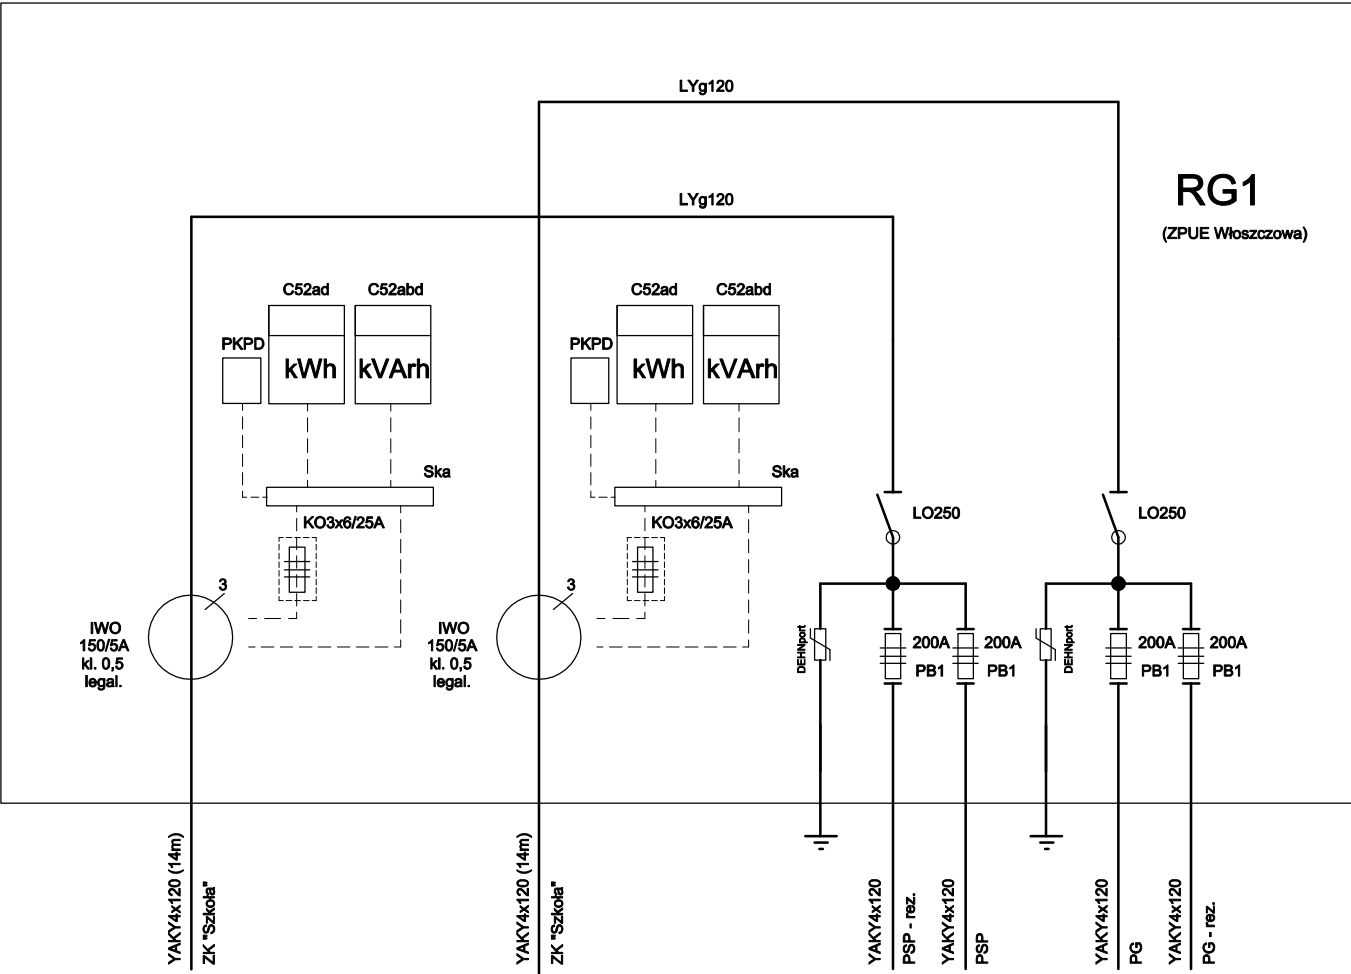 LYg120
RG1
(ZPUE Włoszczowa)
LYg120
C52ad
C52abd
PKPD
kWh
kVArh
Ska
KO3x6/25A
3
IWO
150/5A
kl. 0,5
legal.
C52ad
C52abd
PKPD
kWh
kVArh
Ska
KO3x6/25A
3
IWO
150/5A
kl. 0,5
legal.
LO250
LO250
DEHNport
200A
PB1
200A
PB1
DEHNport
200A
PB1
200A
PB1
YAKY4x120 (14m)
ZK "Szkoła"
YAKY4x120 (14m)
ZK "Szkoła"
YAKY4x120
PSP - rez.
YAKY4x120
PSP
YAKY4x120
PG
YAKY4x120
PG - rez.